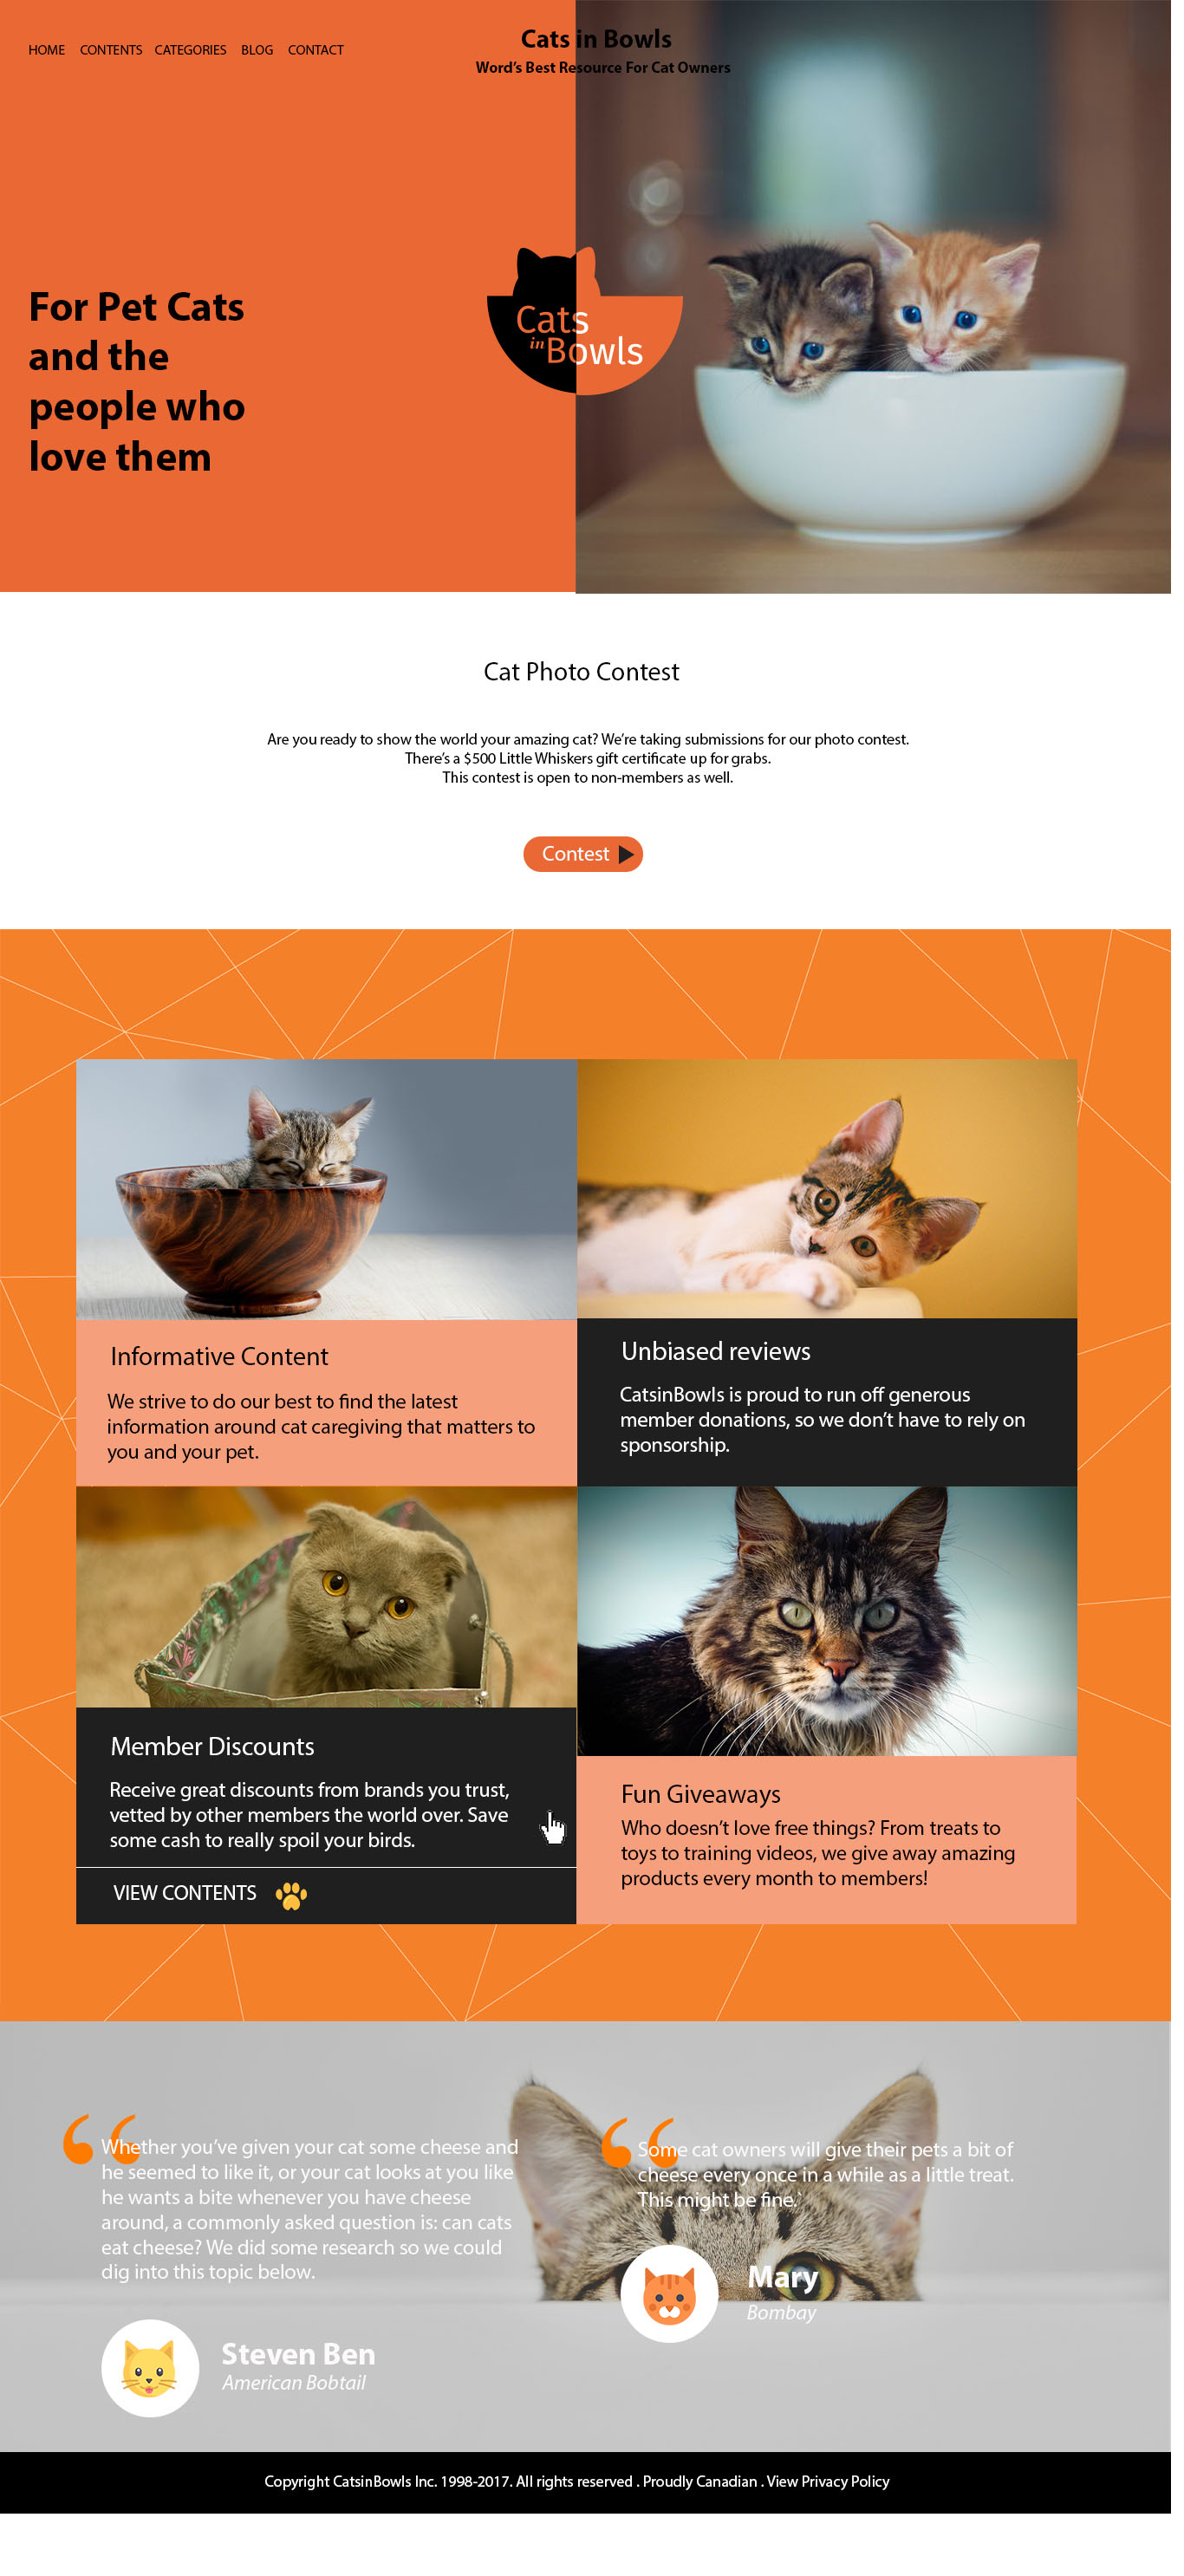 HOME CONTENTS CATEGORIES BLOG CONTACT
Cats in Bowls
Word's Best Resource For Cat Owners
For Pet Cats
and the
people who
love them
Cats
in Bowls
Cat Photo Contest
Are you ready to show the world your amazing cat? We're taking submissions for our photo contest.
There's a $500 Little Whiskers gift certificate up for grabs.
This contest is open to non-members as well.
Contest
Informative Content
We strive to do our best to find the latest
information around cat caregiving that matters to
you and your pet.
Unbiased reviews
CatsinBowls is proud to run off generous
member donations, so we don't have to rely on
sponsorship.
Member Discounts
Receive great discounts from brands you trust,
vetted by other members the world over. Save
some cash to really spoil your birds.
VIEW CONTENTS
Fun Giveaways
Who doesn't love free things? From treats to
toys to training videos, we give away amazing
products every month to members!
“
Whether you've given your cat some cheese and
he seemed to like it, or your cat looks at you like
he wants a bite whenever you have cheese
around, a commonly asked question is: can cats
eat cheese? We did some research so we could
dig into this topic below.
Steven Ben
American Bobtail
“
Some cat owners will give their pets a bit of
cheese every once in a while as a little treat.
This might be fine.`
Mary
Bombay
Copyright CatsinBowls Inc. 1998-2017. All rights reserved . Proudly Canadian . View Privacy Policy